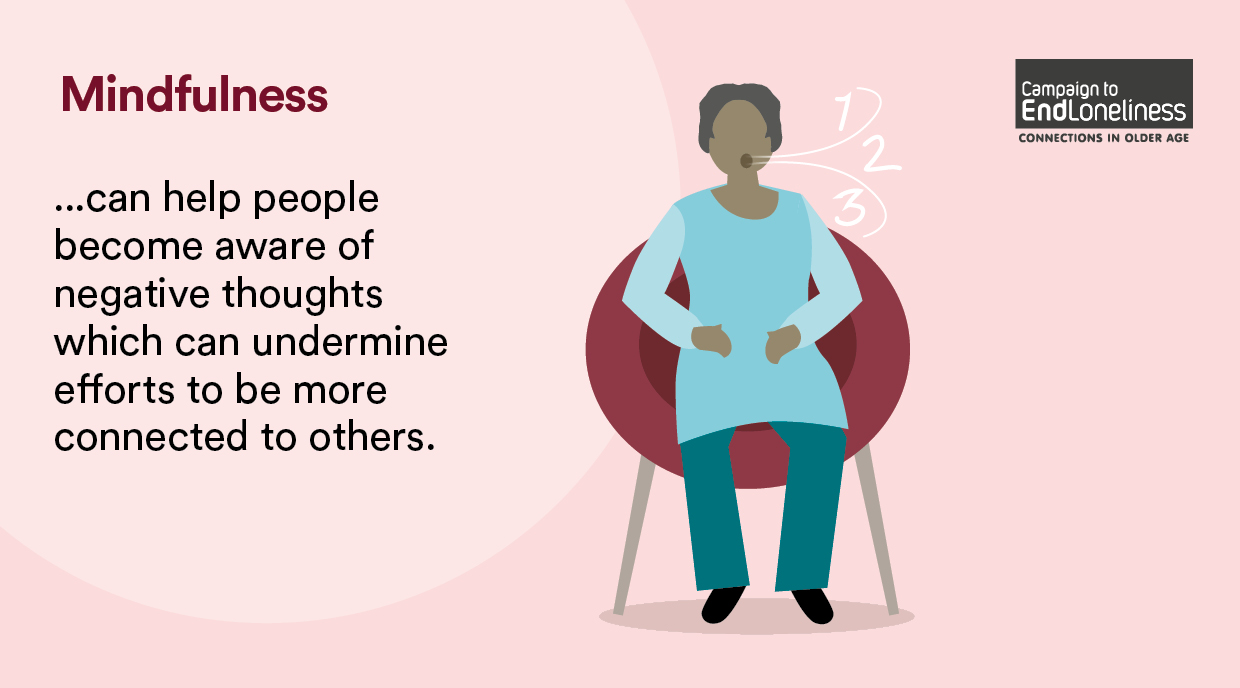 Mindfulness
...can help people
become aware of
negative thoughts
which can undermine
efforts to be more
connected to others.
1
2
3
Campaign to
EndLoneliness
CONNECTIONS IN OLDER AGE